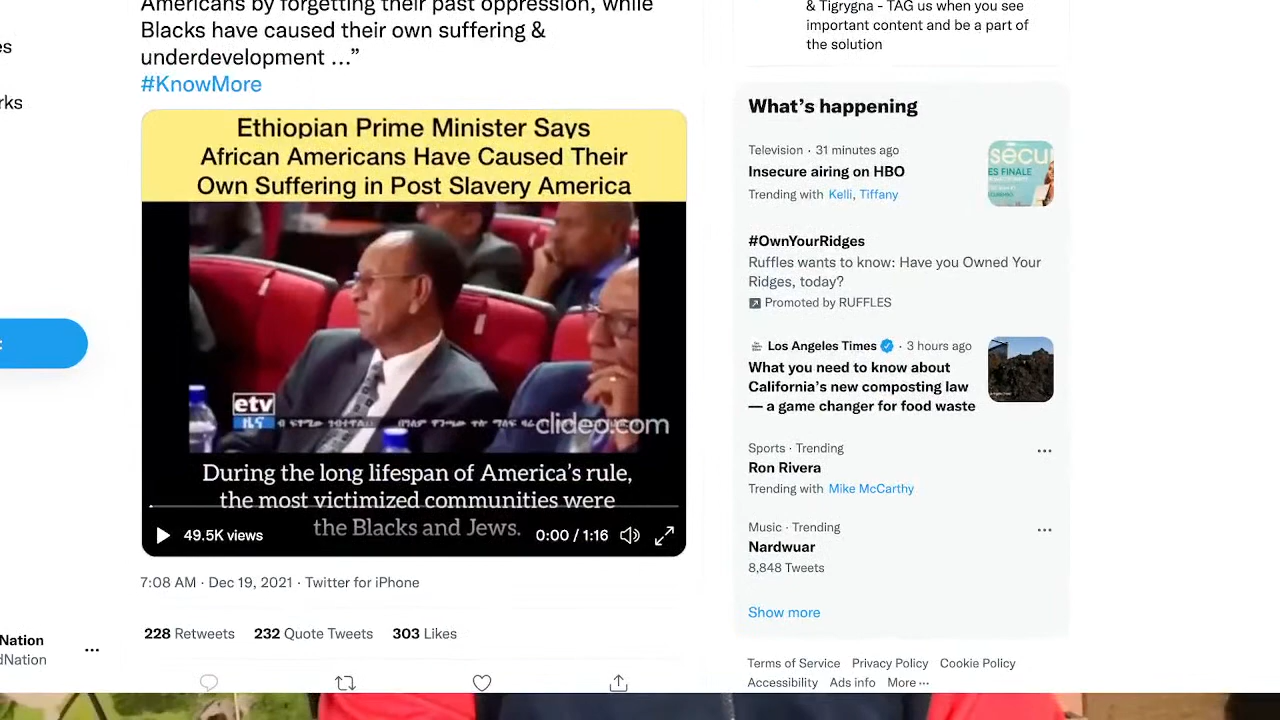 Americans by forgetting their past oppression, while
Blacks have caused their own suffering &
underdevelopment ...”
#KnowMore
Ethiopian Prime Minister Says
African Americans Have Caused Their
Own Suffering in Post Slavery America
etv
ዜና
clideo.com
During the long lifespan of America’s rule,
the most victimized communities were
the Blacks and Jews.
49.5K views
0:00 / 1:16
7:08 AM · Dec 19, 2021 · Twitter for iPhone
228 Retweets 232 Quote Tweets 303 Likes
& Tigrygna - TAG us when you see
important content and be a part of
the solution
What’s happening
Television · 31 minutes ago
Insecure airing on HBO
Trending with Kelli, Tiffany
#OwnYourRidges
Ruffles wants to know: Have you Owned Your
Ridges, today?
Promoted by RUFFLES
Los Angeles Times · 3 hours ago
What you need to know about
California’s new composting law
— a game changer for food waste
Sports · Trending
Ron Rivera
Trending with Mike McCarthy
Music · Trending
Nardwuar
8,848 Tweets
Show more
Terms of Service Privacy Policy Cookie Policy
Accessibility Ads info More ···
Nation
dNation